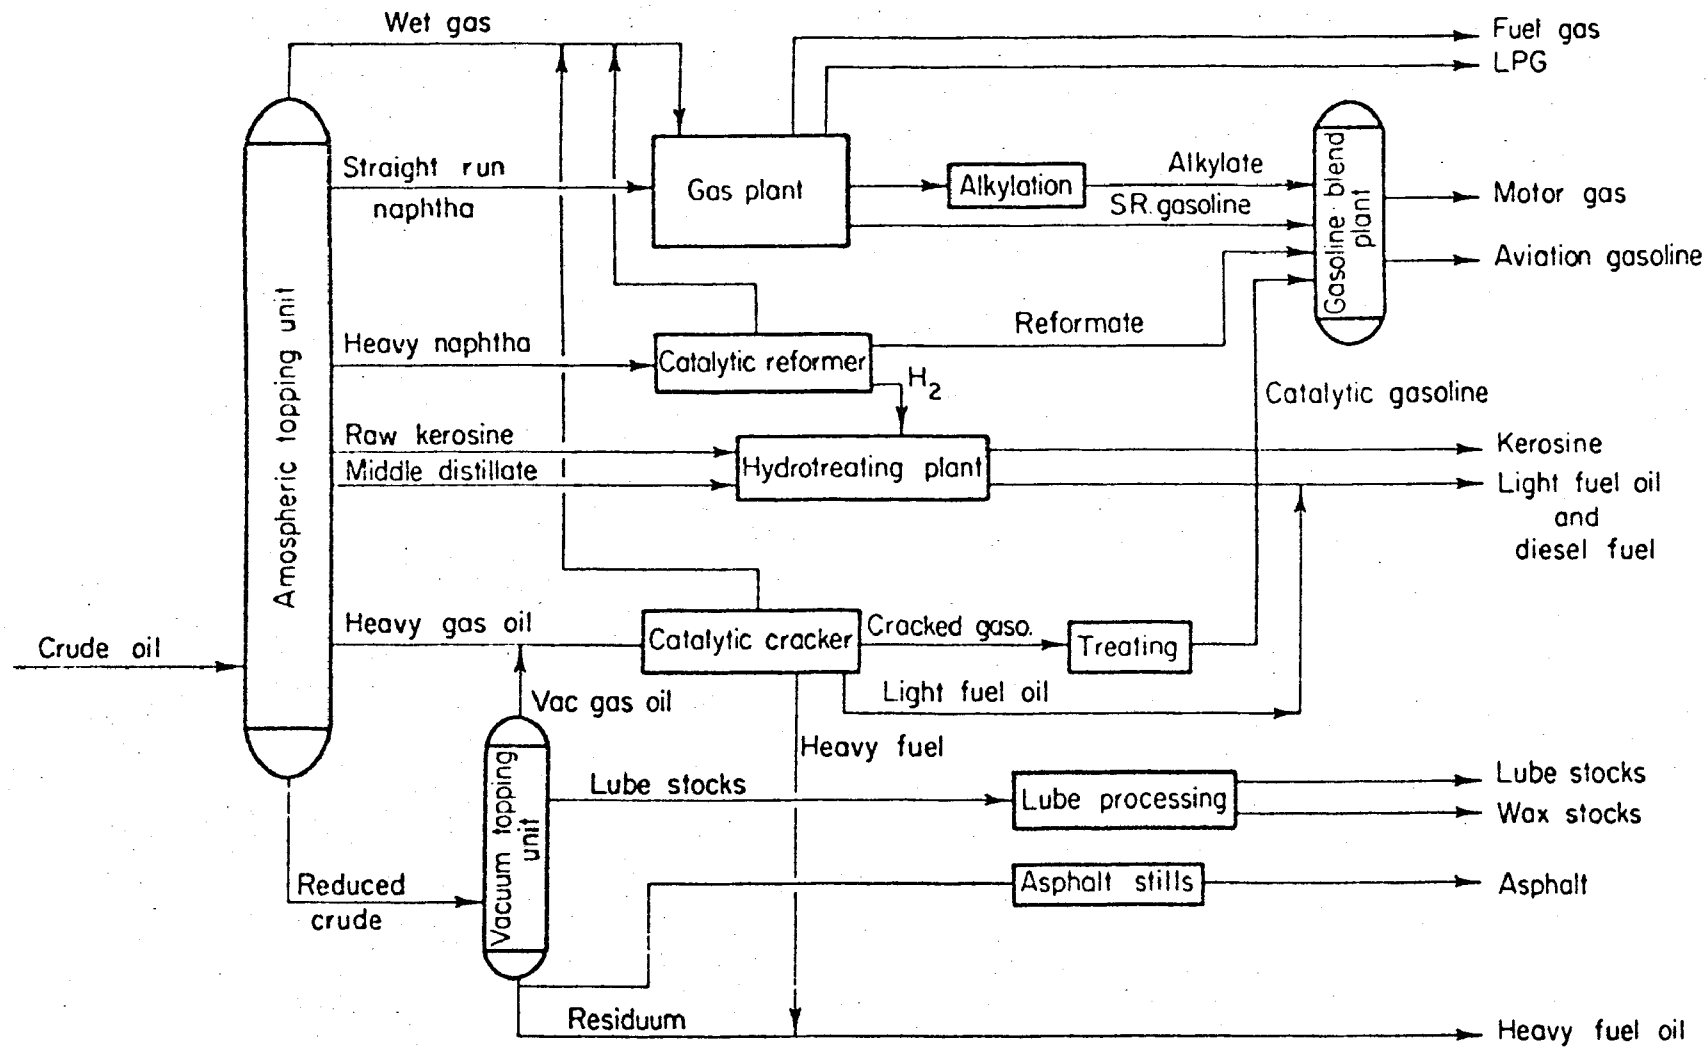 Wet gas
Fuel gas
LPG
Straight run
naphtha
Gas plant
Alkylation
Alkylate
S.R. gasoline
Gasoline blend
plant
Motor gas
Aviation gasoline
Amospheric topping unit
Heavy naphtha
Catalytic reformer
Reformate
H2
Catalytic gasoline
Raw kerosine
Middle distillate
Hydrotreating plant
Kerosine
Light fuel oil
and
diesel fuel
Crude oil
Heavy gas oil
Catalytic cracker
Cracked gaso.
Treating
Vac gas oil
Light fuel oil
Heavy fuel
Vacuum topping
unit
Lube stocks
Lube processing
Lube stocks
Wax stocks
Reduced
crude
Asphalt stills
Asphalt
Residuum
Heavy fuel oil